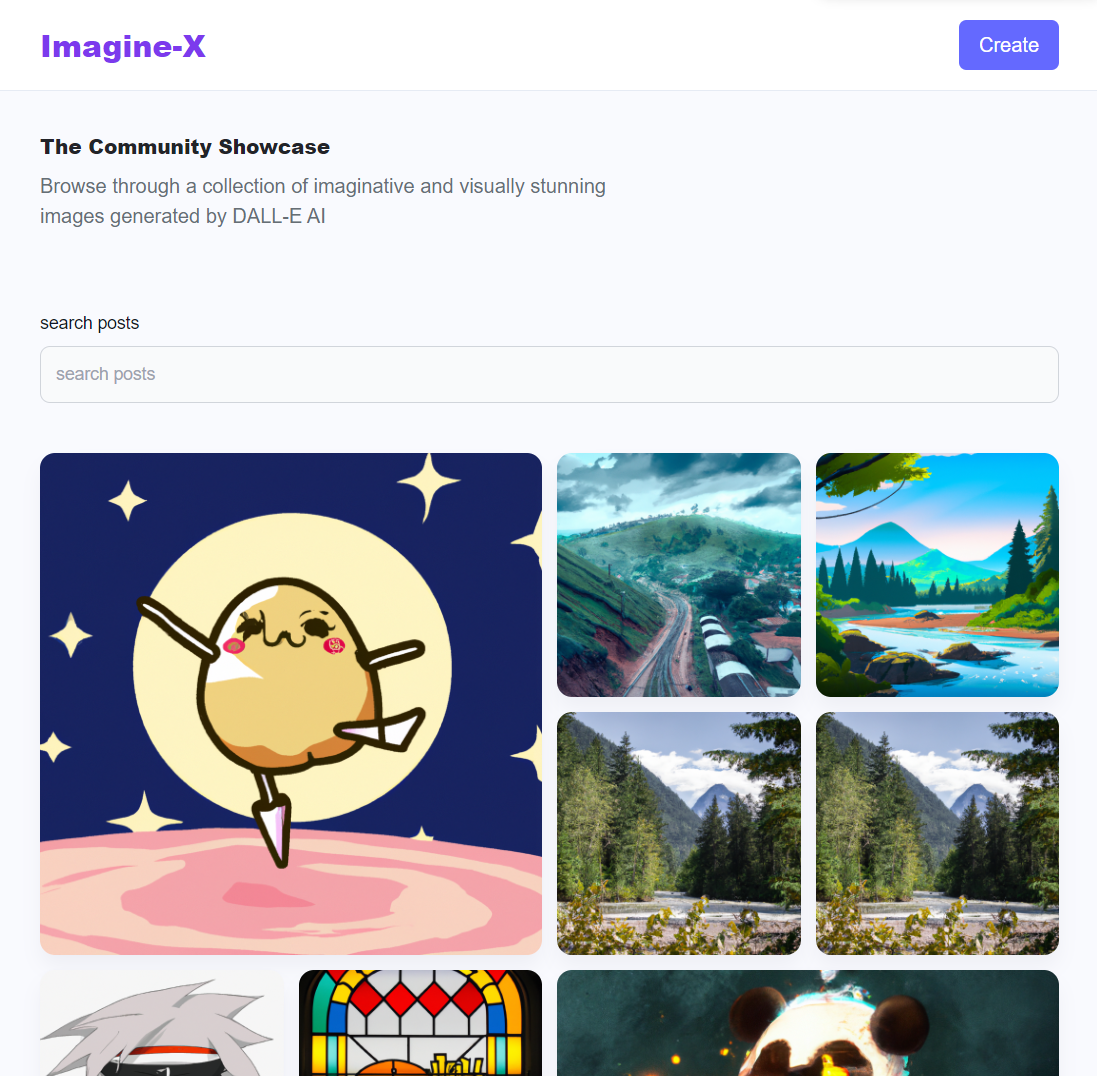 Imagine-X
Create
The Community Showcase
Browse through a collection of imaginative and visually stunning
images generated by DALL-E AI
search posts
search posts